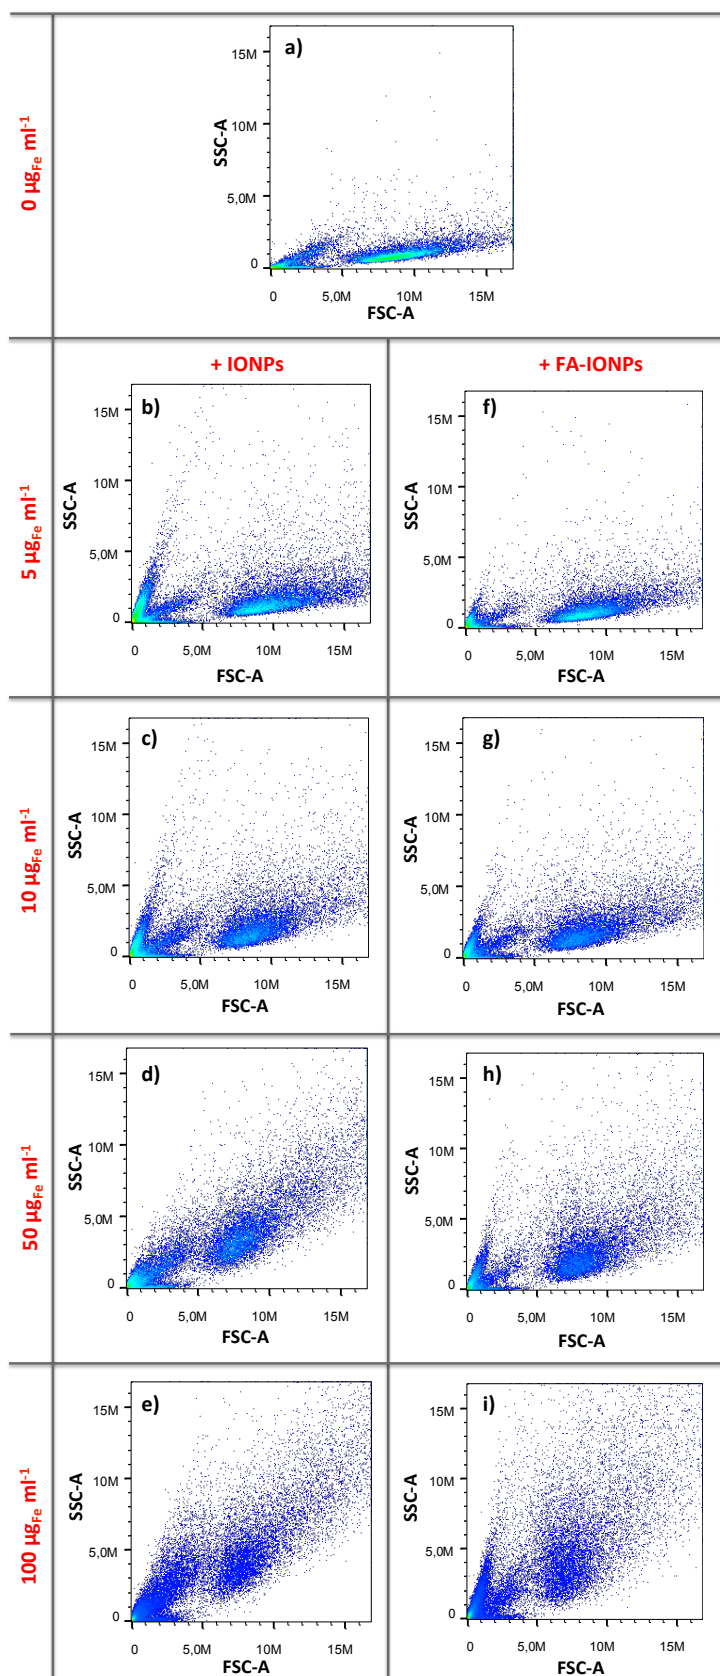 0 µgFe ml-1
a)
SSC-A
15M
10M
5,0M
0
0 5,0M 10M 15M
FSC-A
+ IONPs
+ FA-IONPs
5 µgFe ml-1
b)
SSC-A
15M
10M
5,0M
0
0 5,0M 10M 15M
FSC-A
f)
SSC-A
15M
10M
5,0M
0
0 5,0M 10M 15M
FSC-A
10 µgFe ml-1
c)
SSC-A
15M
10M
5,0M
0
0 5,0M 10M 15M
FSC-A
g)
SSC-A
15M
10M
5,0M
0
0 5,0M 10M 15M
FSC-A
50 µgFe ml-1
d)
SSC-A
15M
10M
5,0M
0
0 5,0M 10M 15M
FSC-A
h)
SSC-A
15M
10M
5,0M
0
0 5,0M 10M 15M
FSC-A
100 µgFe ml-1
e)
SSC-A
15M
10M
5,0M
0
0 5,0M 10M 15M
FSC-A
i)
SSC-A
15M
10M
5,0M
0
0 5,0M 10M 15M
FSC-A